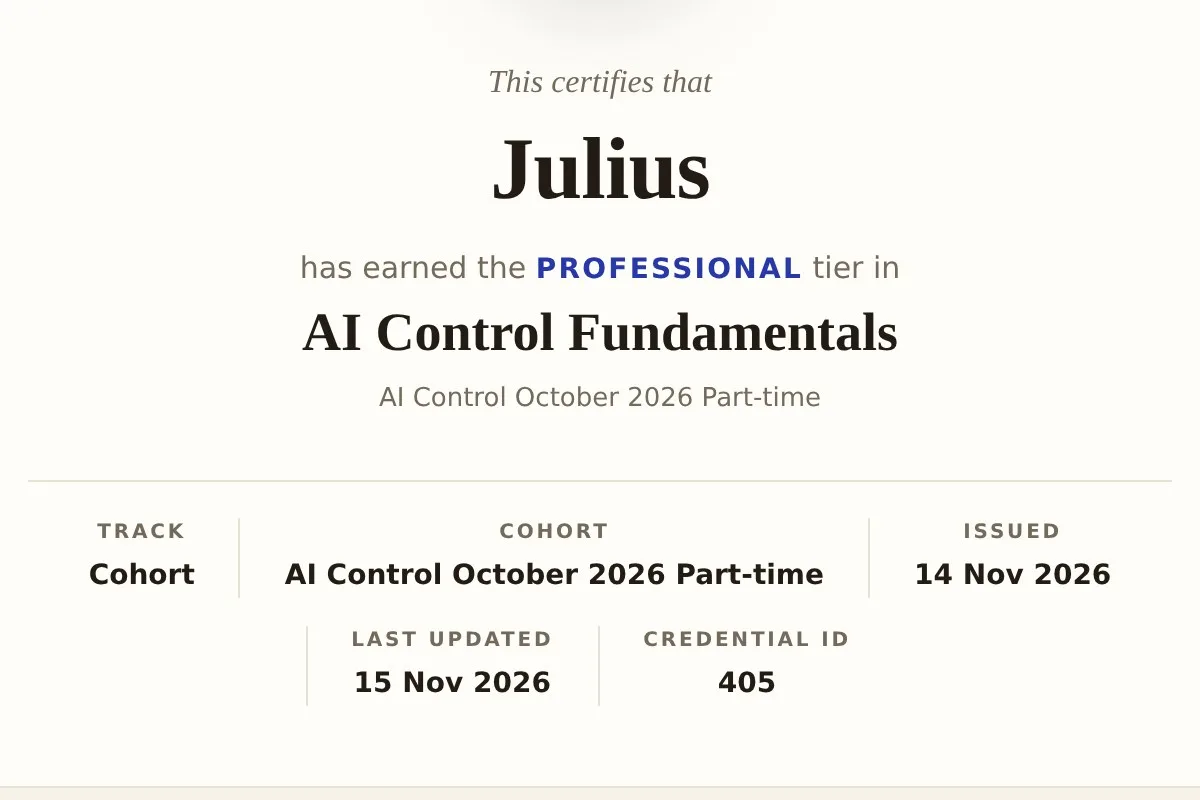 This certifies that
Julius
has earned the PROFESSIONAL tier in
AI Control Fundamentals
AI Control October 2026 Part-time
TRACK
Cohort
COHORT
AI Control October 2026 Part-time
ISSUED
14 Nov 2026
LAST UPDATED
15 Nov 2026
CREDENTIAL ID
405